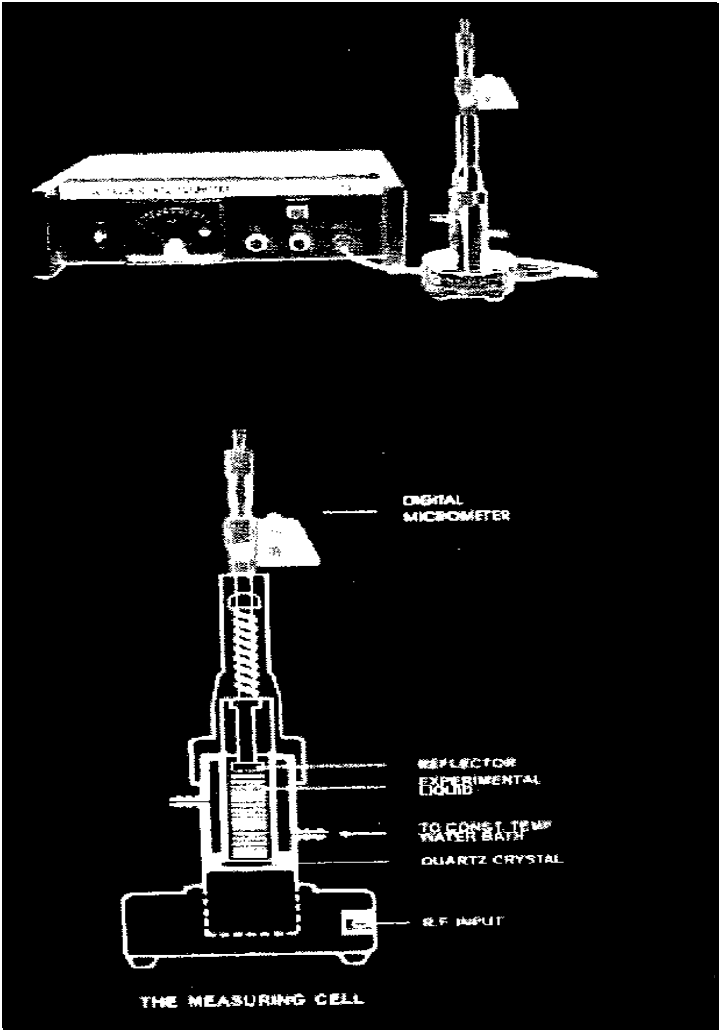 DIGITAL
MICROMETER
REFLECTOR
EXPERIMENTAL
LIQUID
TO CONST. TEMP
WATER BATH
QUARTZ CRYSTAL
R.F INPUT
THE MEASURING CELL